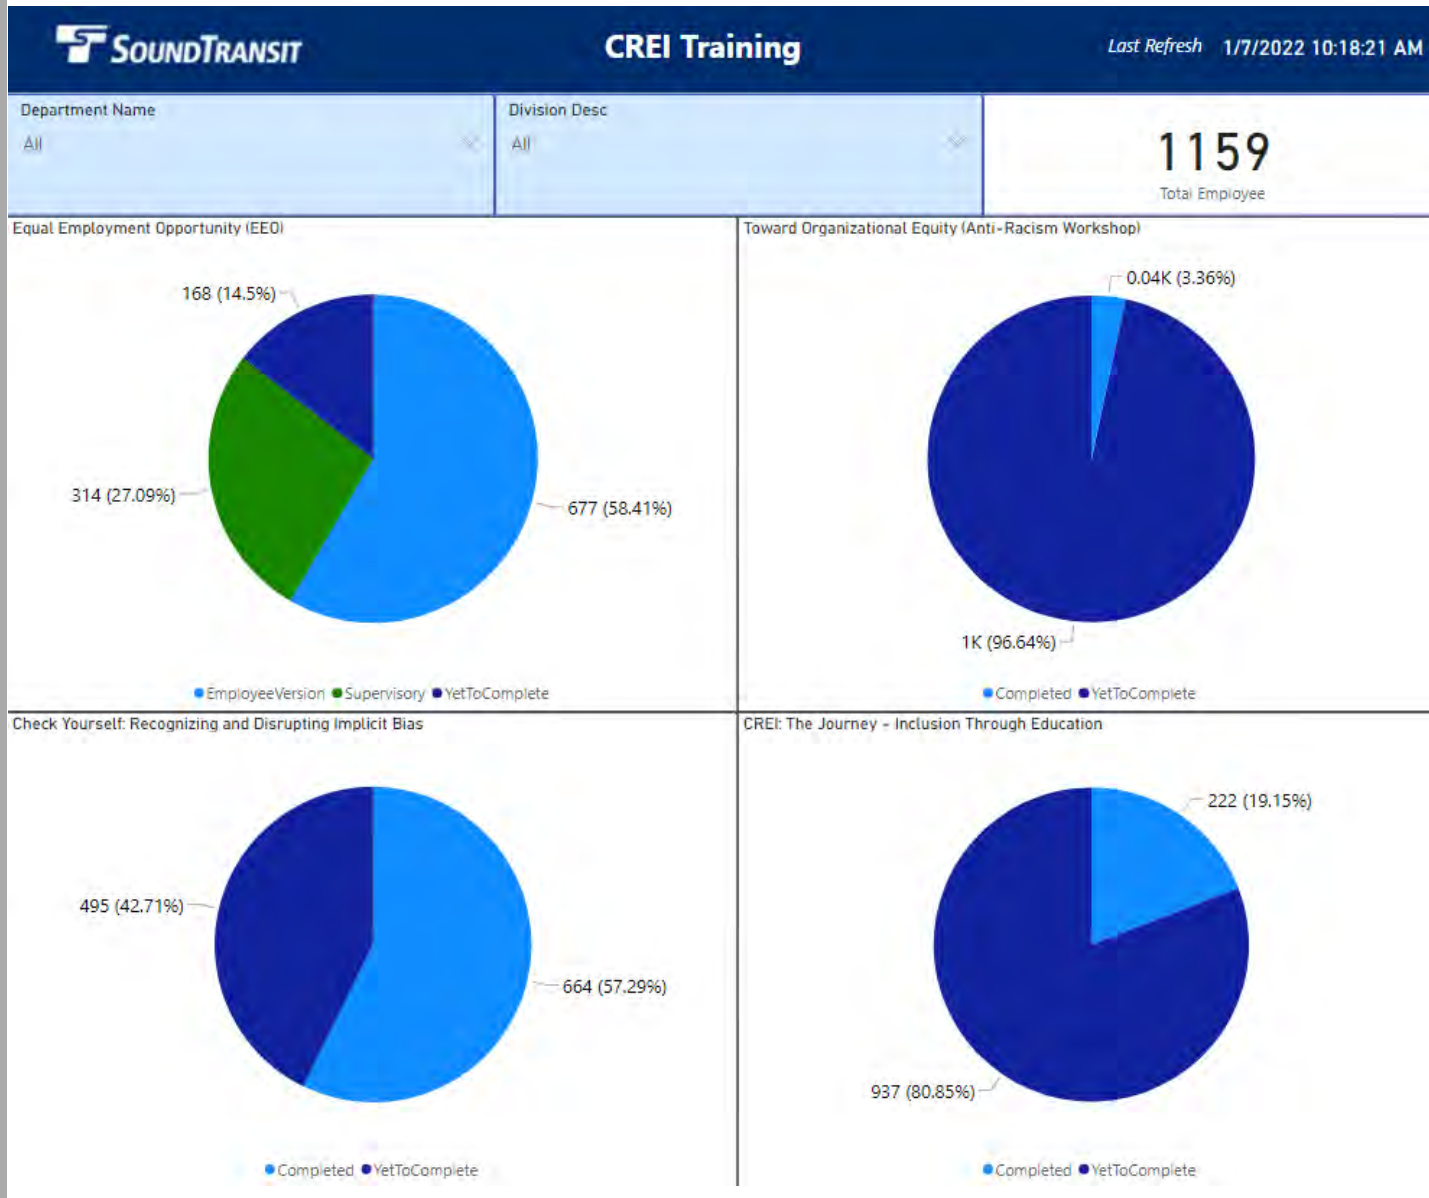 SOUNDTRANSIT
CREI Training
Last Refresh 1/7/2022 10:18:21 AM
Department Name
All
Division Desc
All
1159
Total Employee
Equal Employment Opportunity (EEO)
168 (14.5%)
314 (27.09%)
677 (58.41%)
EmployeeVersion Supervisory YetToComplete
Toward Organizational Equity (Anti-Racism Workshop)
0.04K (3.36%)
1K (96.64%)
Completed YetToComplete
Check Yourself: Recognizing and Disrupting Implicit Bias
495 (42.71%)
664 (57.29%)
Completed YetToComplete
CREI: The Journey - Inclusion Through Education
222 (19.15%)
937 (80.85%)
Completed YetToComplete